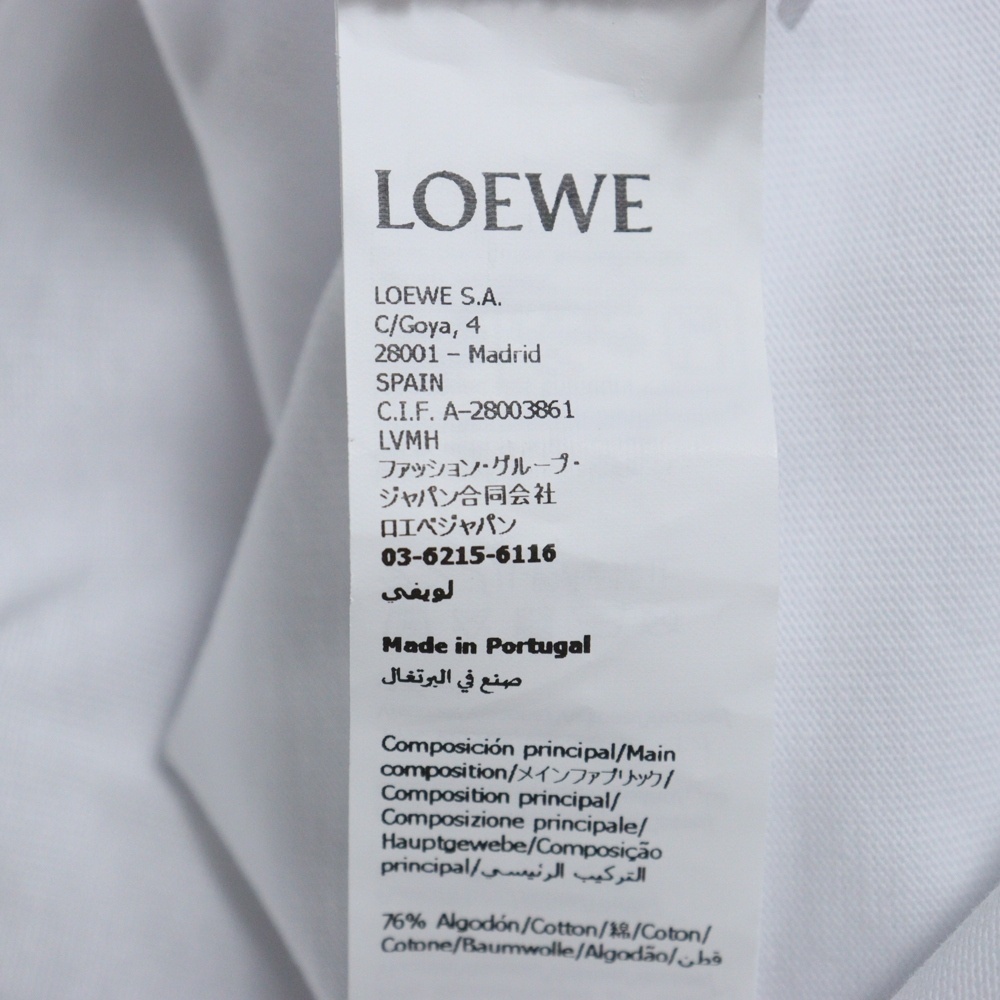 LOEWE
LOEWE S.A.
C/Goya, 4
28001 – Madrid
SPAIN
C.I.F. A–28003861
LVMH
ファッション・グループ・
ジャパン合同会社
ロエベジャパン
03-6215-6116
لويفي
Made in Portugal
صنع في البرتغال
Composición principal/Main
composition/メインファブリック/
Composition principal/
Composizione principale/
Hauptgewebe/Composição
principal/التركيب الرئيسي
76% Algodón/Cotton/綿/Coton/
Cotone/Baumwolle/Algodão/قطن